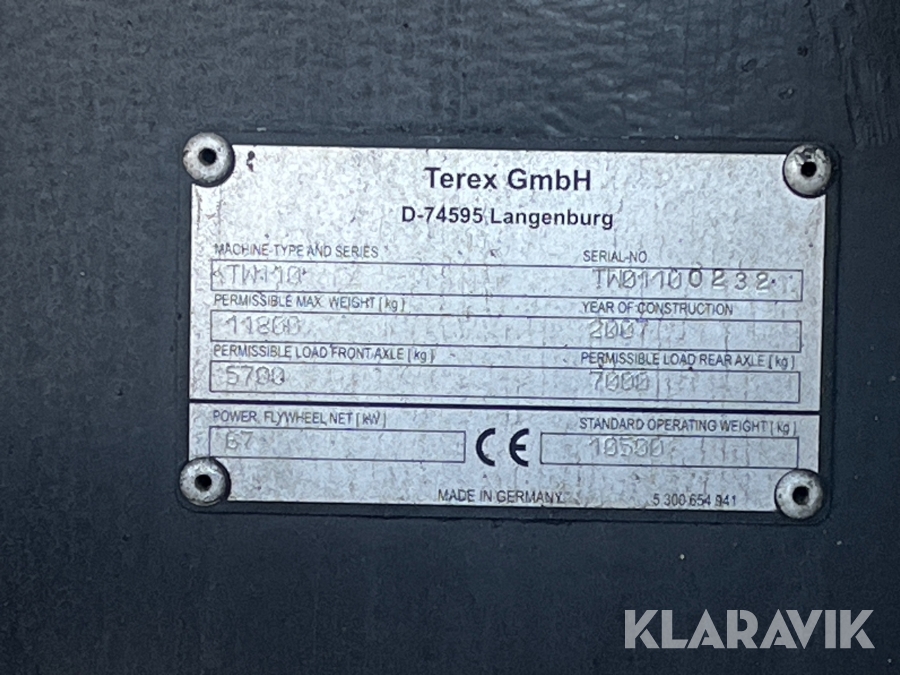 Terex GmbH
D-74595 Langenburg
MACHINE-TYPE AND SERIES SERIAL-NO.
TW110 TW01100232
PERMISSIBLE MAX. WEIGHT [kg] YEAR OF CONSTRUCTION
11800 2007
PERMISSIBLE LOAD FRONT AXLE [kg] PERMISSIBLE LOAD REAR AXLE [kg]
5700 7000
POWER, FLYWHEEL NET [kW] STANDARD OPERATING WEIGHT [kg]
67 CE 10500
MADE IN GERMANY 5 300 654 941
KLARAVIK